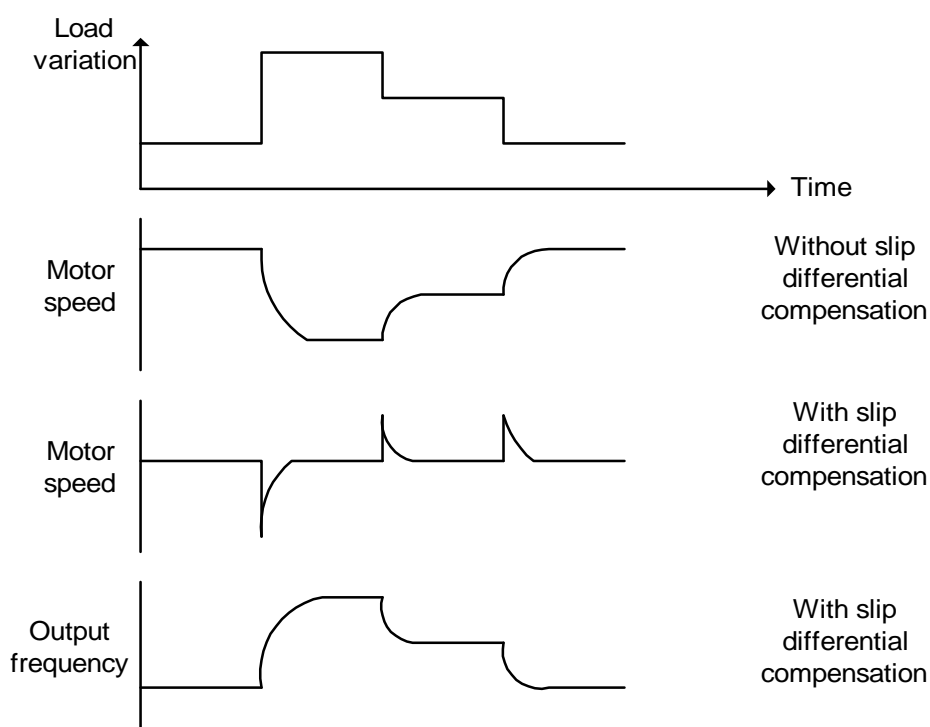 Load
variation
Time
Motor
speed
Without slip
differential
compensation
Motor
speed
With slip
differential
compensation
Output
frequency
With slip
differential
compensation